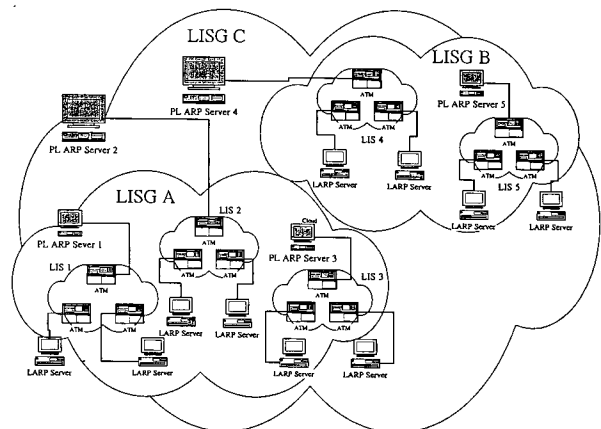 LISG C
LISG B
PL ARP Server 4
ATM
ATM
ATM
LIS 4
LARP Server
LARP Server
PL ARP Server 5
ATM
ATM
ATM
LIS 5
LARP Server
LARP Server
PL ARP Server 2
LISG A
PL ARP Server 1
LIS 1
ATM
ATM
ATM
LARP Server
LARP Server
LIS 2
ATM
ATM
ATM
LARP Server
LARP Server
Cloud
PL ARP Server 3
LIS 3
ATM
ATM
ATM
LARP Server
LARP Server